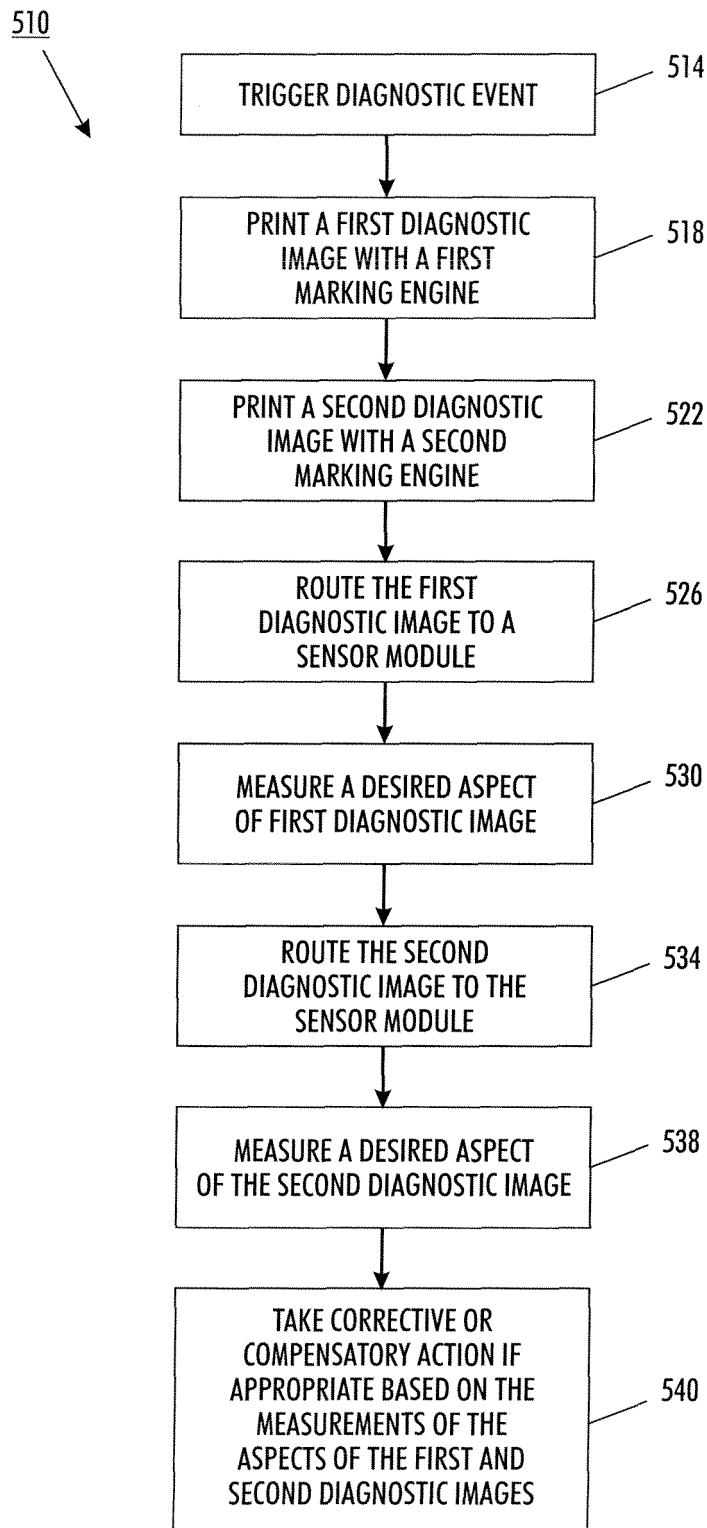 510
TRIGGER DIAGNOSTIC EVENT
514
PRINT A FIRST DIAGNOSTIC
IMAGE WITH A FIRST
MARKING ENGINE
518
PRINT A SECOND DIAGNOSTIC
IMAGE WITH A SECOND
MARKING ENGINE
522
ROUTE THE FIRST
DIAGNOSTIC IMAGE TO A
SENSOR MODULE
526
MEASURE A DESIRED ASPECT
OF FIRST DIAGNOSTIC IMAGE
530
ROUTE THE SECOND
DIAGNOSTIC IMAGE TO THE
SENSOR MODULE
534
MEASURE A DESIRED ASPECT
OF THE SECOND DIAGNOSTIC IMAGE
538
TAKE CORRECTIVE OR
COMPENSATORY ACTION IF
APPROPRIATE BASED ON THE
MEASUREMENTS OF THE
ASPECTS OF THE FIRST AND
SECOND DIAGNOSTIC IMAGES
540